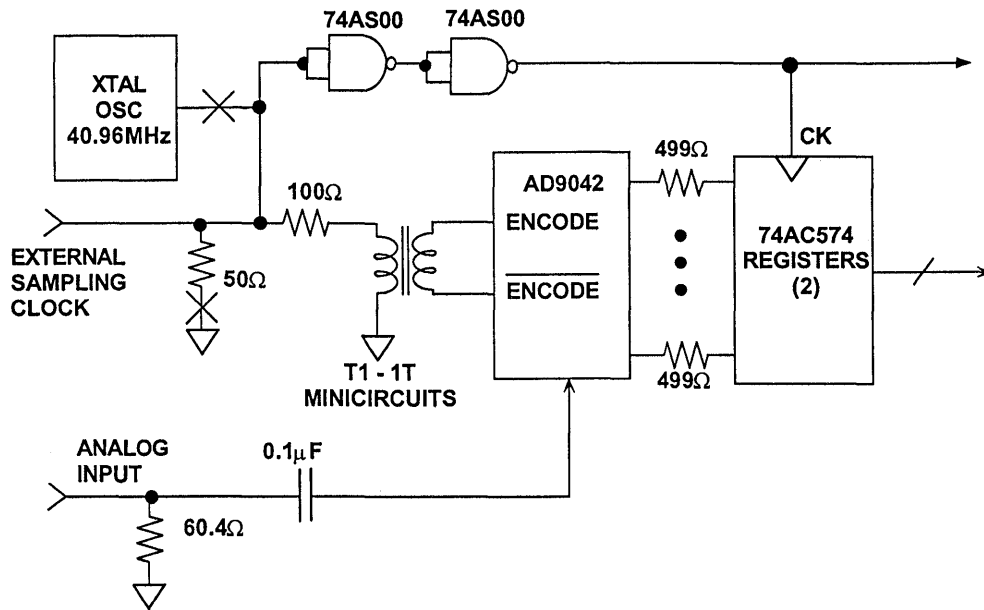 74AS00
74AS00
XTAL
OSC
40.96MHz
CK
499Ω
100Ω
AD9042
ENCODE
ENCODE
74AC574
REGISTERS
(2)
EXTERNAL
SAMPLING
CLOCK
50Ω
T1 - 1T
MINICIRCUITS
499Ω
ANALOG
INPUT
0.1μF
60.4Ω